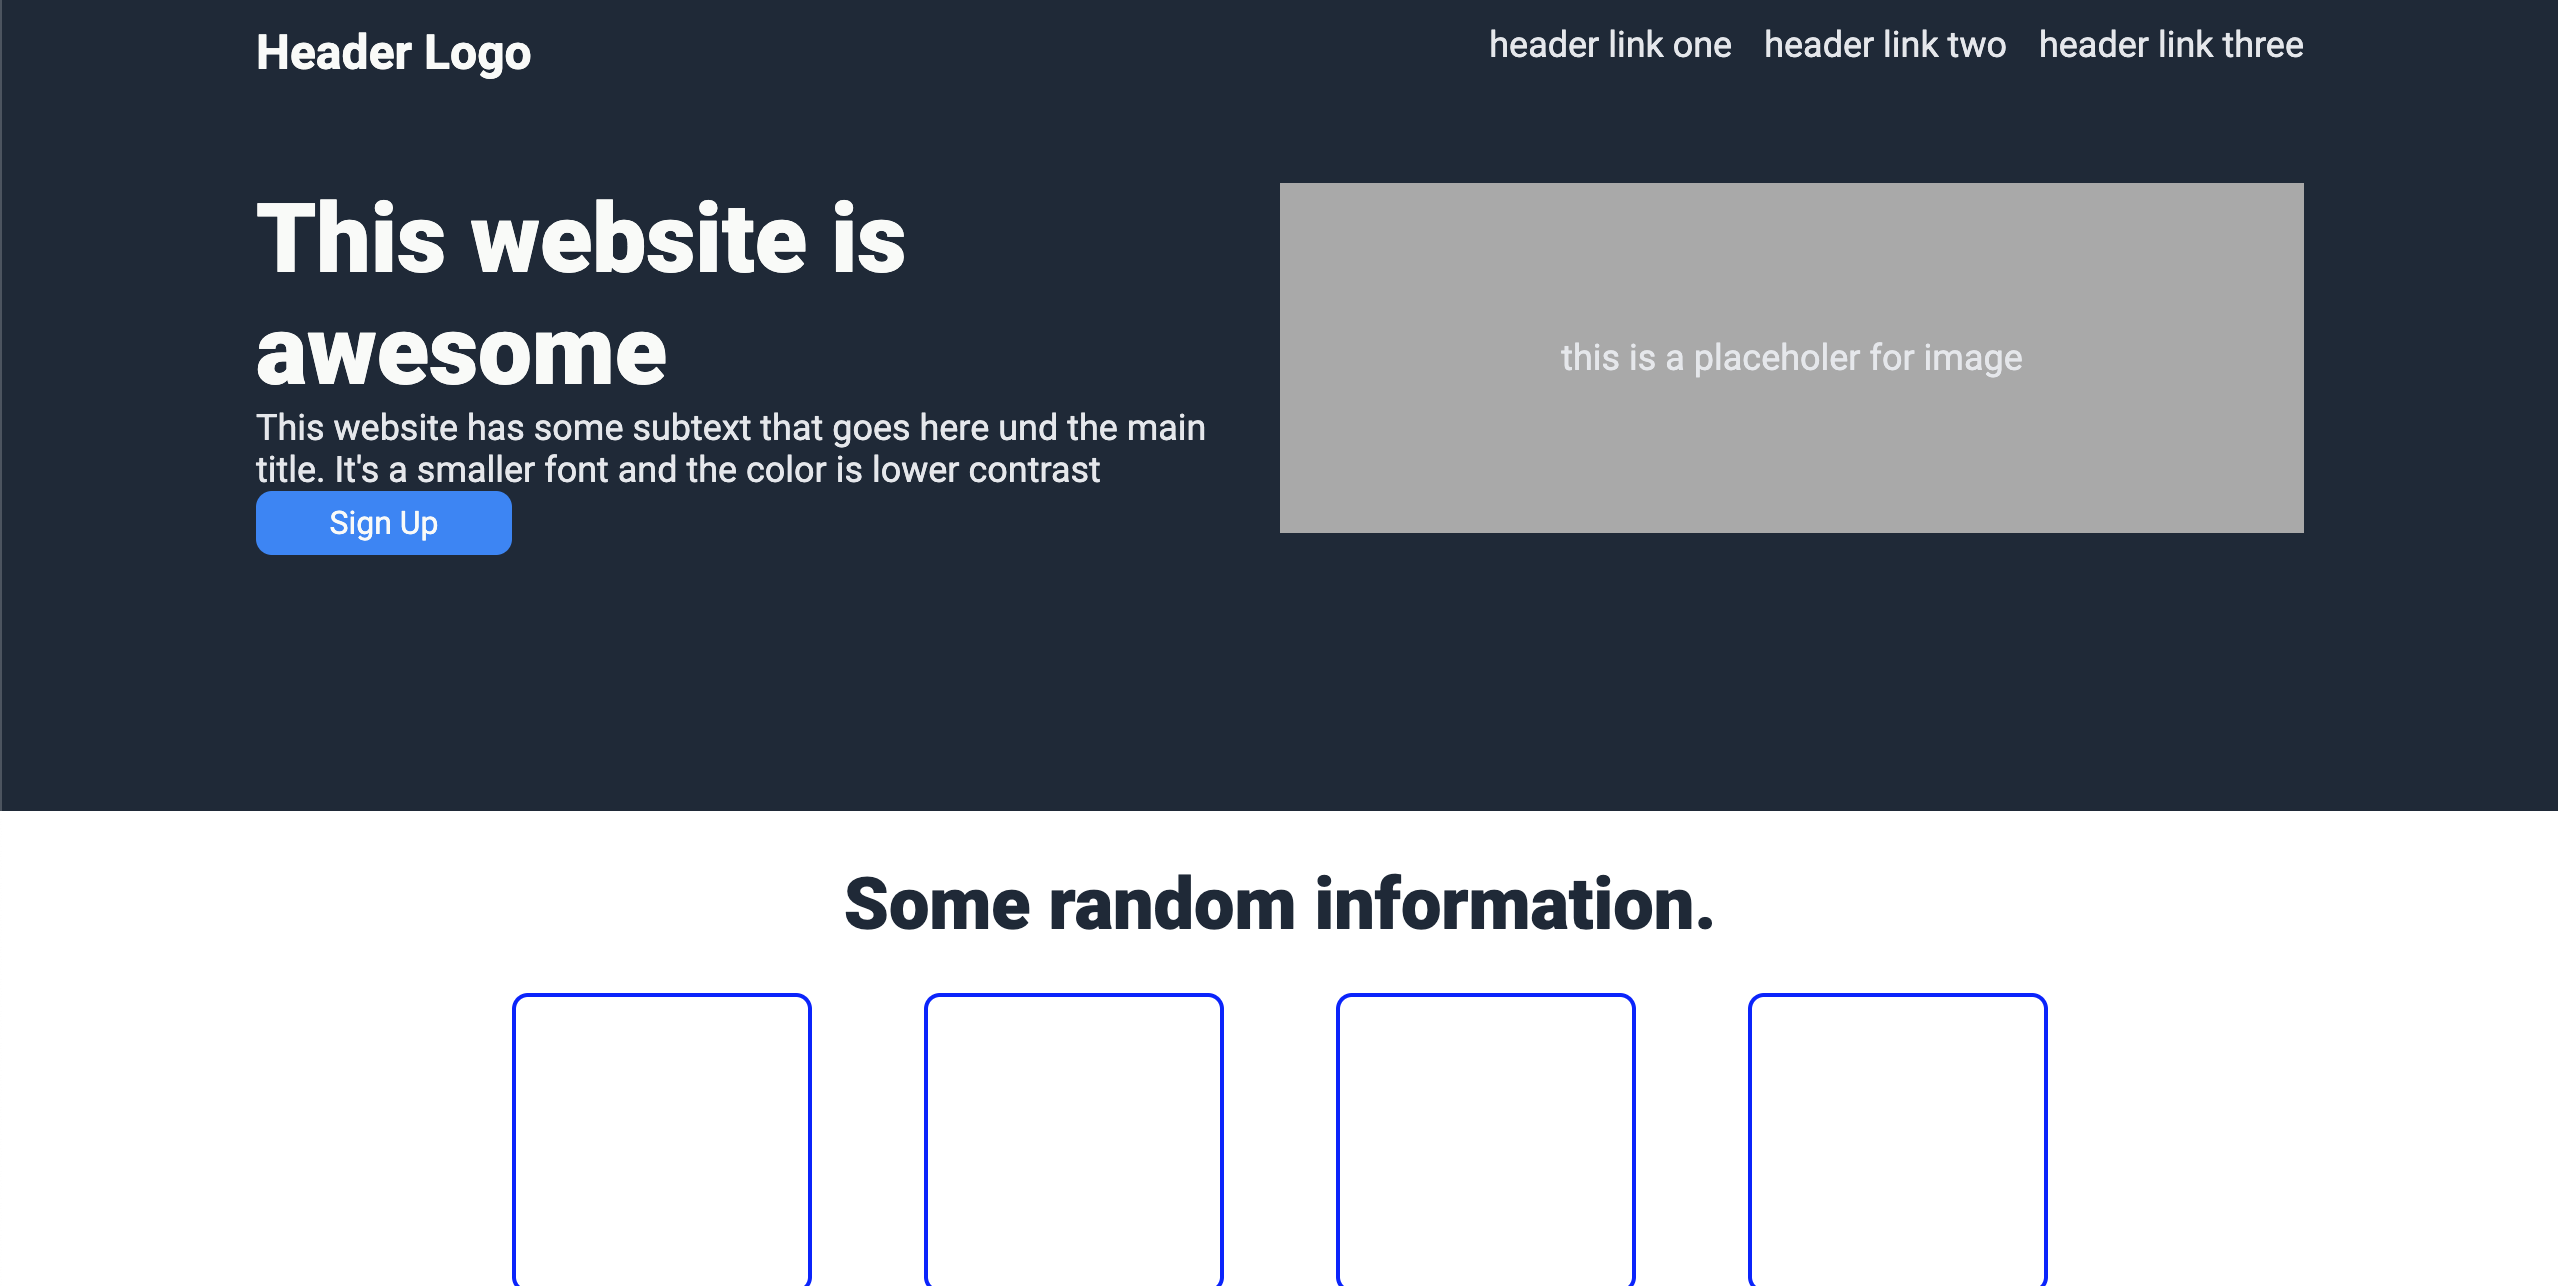 Header Logo
header link one header link two header link three
This website is
awesome
This website has some subtext that goes here und the main
title. It's a smaller font and the color is lower contrast
Sign Up
this is a placeholer for image
Some random information.